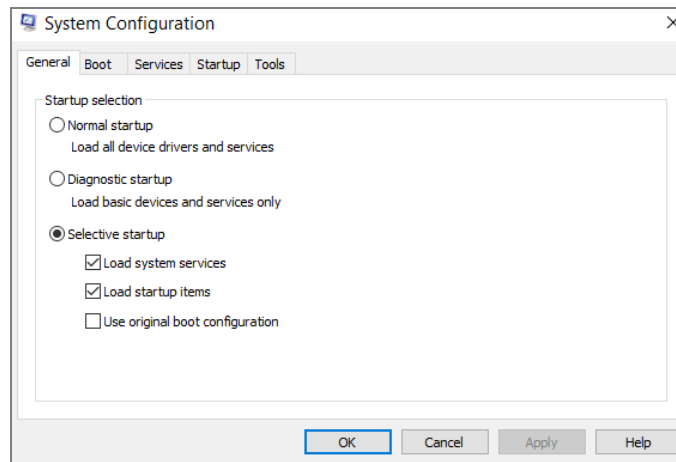 System Configuration
General Boot Services Startup Tools
Startup selection
Normal startup
Load all device drivers and services
Diagnostic startup
Load basic devices and services only
Selective startup
Load system services
Load startup items
Use original boot configuration
OK Cancel Apply Help